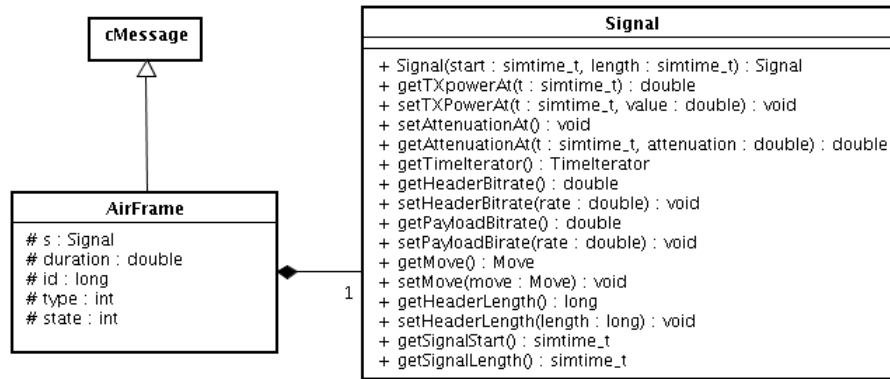 cMessage
AirFrame
# s : Signal
# duration : double
# id : long
# type : int
# state : int
1
Signal
+ Signal(start : simtime_t, length : simtime_t) : Signal
+ getTXpowerAt(t : simtime_t) : double
+ setTXPowerAt(t : simtime_t, value : double) : void
+ setAttenuationAt() : void
+ getAttenuationAt(t : simtime_t, attenuation : double) : double
+ getTimeIterator() : TimeIterator
+ getHeaderBitrate() : double
+ setHeaderBitrate(rate : double) : void
+ getPayloadBitrate() : double
+ setPayloadBirate(rate : double) : void
+ getMove() : Move
+ setMove(move : Move) : void
+ getHeaderLength() : long
+ setHeaderLength(length : long) : void
+ getSignalStart() : simtime_t
+ getSignalLength() : simtime_t